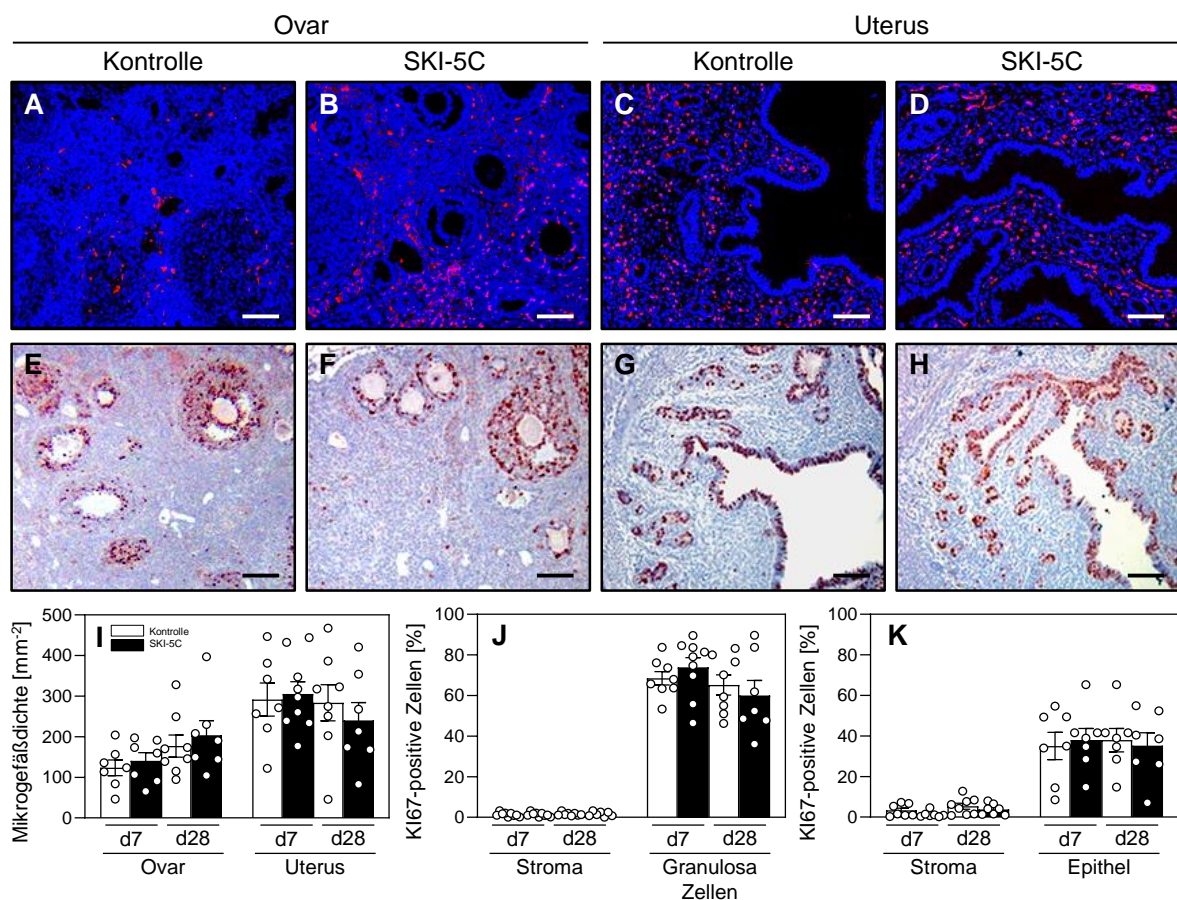 Ovar Uterus
Kontrolle SKI-5C Kontrolle SKI-5C
A B C D
E F G H
I
Mikrogefäßdichte [mm-2]
500
400
300
200
100
0
Kontrolle
SKI-5C
d7 d28 d7 d28
Ovar Uterus
J
KI67-positive Zellen [%]
100
80
60
40
20
0
d7 d28 d7 d28
Stroma Granulosa
Zellen
K
KI67-positive Zellen [%]
100
80
60
40
20
0
d7 d28 d7 d28
Stroma Epithel